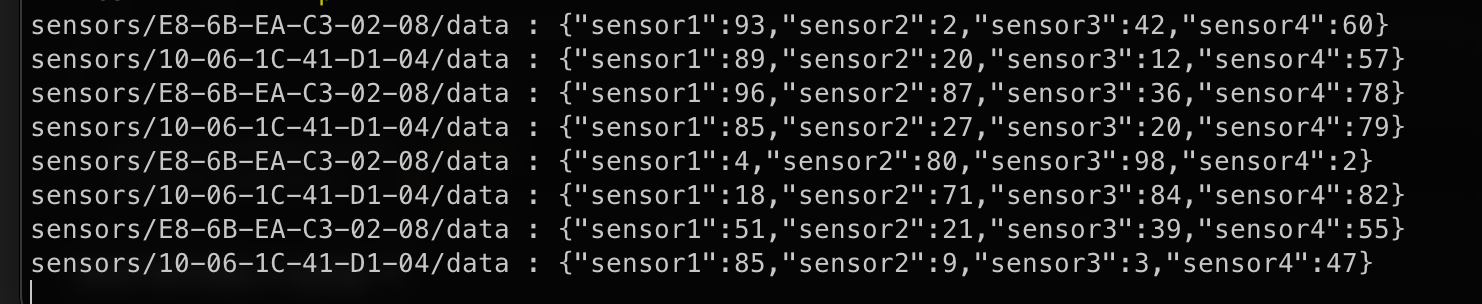 sensors/E8-6B-EA-C3-02-08/data : {"sensor1":93,"sensor2":2,"sensor3":42,"sensor4":60}
sensors/10-06-1C-41-D1-04/data : {"sensor1":89,"sensor2":20,"sensor3":12,"sensor4":57}
sensors/E8-6B-EA-C3-02-08/data : {"sensor1":96,"sensor2":87,"sensor3":36,"sensor4":78}
sensors/10-06-1C-41-D1-04/data : {"sensor1":85,"sensor2":27,"sensor3":20,"sensor4":79}
sensors/E8-6B-EA-C3-02-08/data : {"sensor1":4,"sensor2":80,"sensor3":98,"sensor4":2}
sensors/10-06-1C-41-D1-04/data : {"sensor1":18,"sensor2":71,"sensor3":84,"sensor4":82}
sensors/E8-6B-EA-C3-02-08/data : {"sensor1":51,"sensor2":21,"sensor3":39,"sensor4":55}
sensors/10-06-1C-41-D1-04/data : {"sensor1":85,"sensor2":9,"sensor3":3,"sensor4":47}